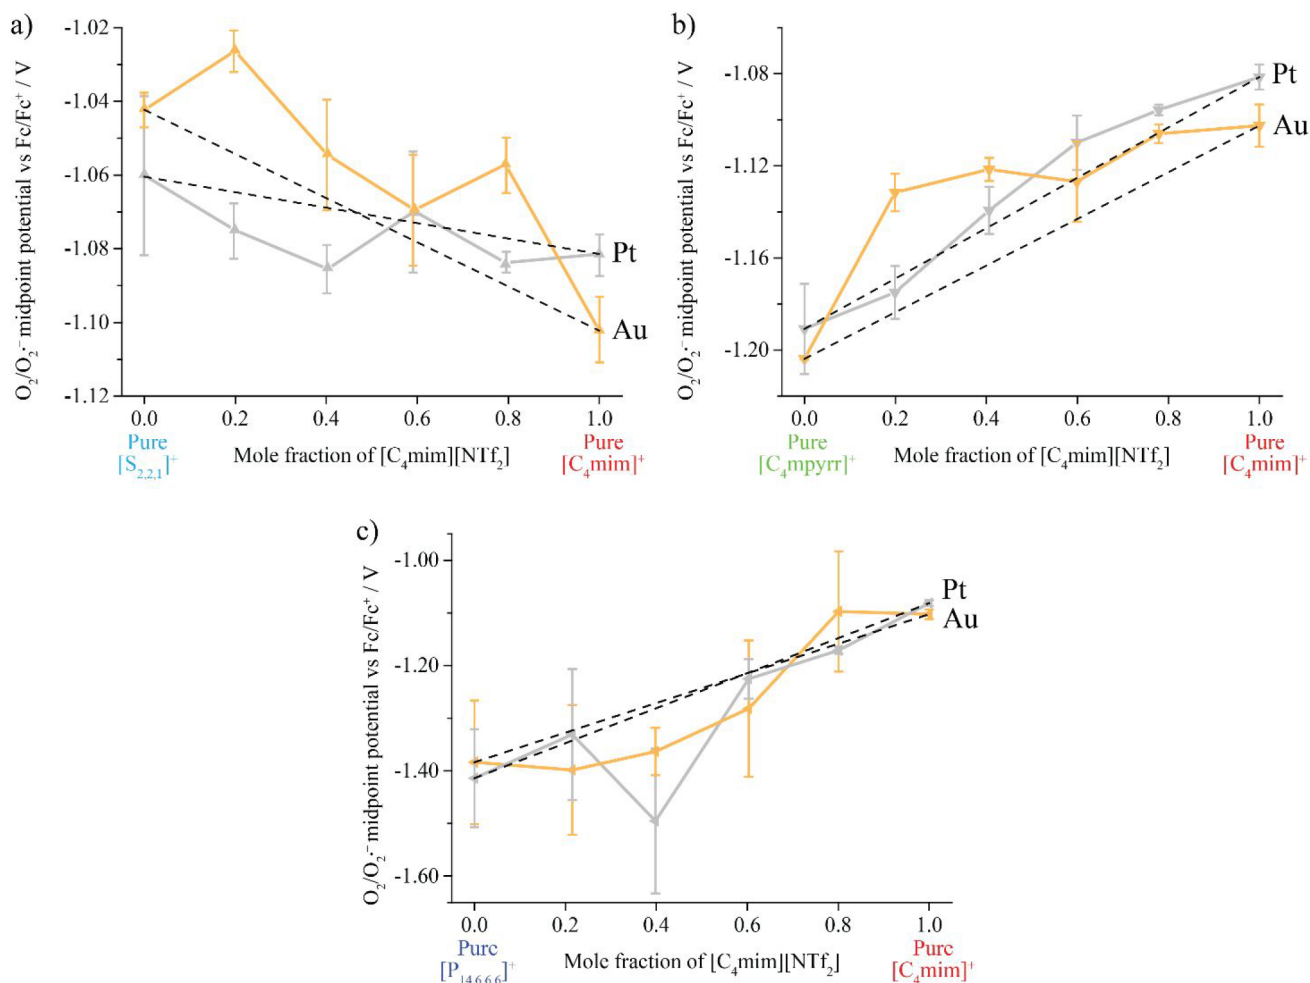 a)
O₂/O₂·⁻ midpoint potential vs Fc/Fc⁺ / V
-1.02
-1.04
-1.06
-1.08
-1.10
-1.12
Pt
Au
0.0 0.2 0.4 0.6 0.8 1.0
Pure
[S₂,₂,₁]⁺
Mole fraction of [C₄mim][NTf₂]
Pure
[C₄mim]⁺
b)
O₂/O₂·⁻ midpoint potential vs Fc/Fc⁺ / V
-1.08
-1.12
-1.16
-1.20
Pt
Au
0.0 0.2 0.4 0.6 0.8 1.0
Pure
[C₄mpyrr]⁺
Mole fraction of [C₄mim][NTf₂]
Pure
[C₄mim]⁺
c)
O₂/O₂·⁻ midpoint potential vs Fc/Fc⁺ / V
-1.00
-1.20
-1.40
-1.60
Pt
Au
0.0 0.2 0.4 0.6 0.8 1.0
Pure
[P₁₄,₆,₆,₆]⁺
Mole fraction of [C₄mim][NTf₂]
Pure
[C₄mim]⁺